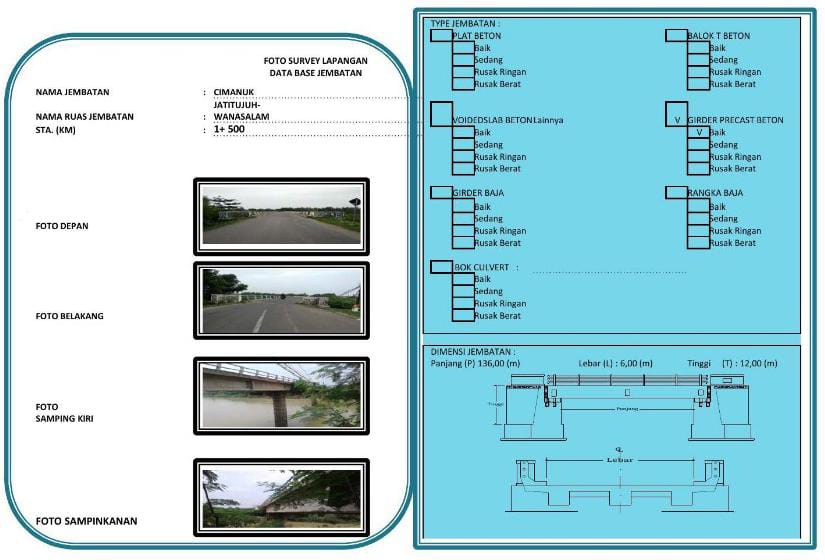 FOTO SURVEY LAPANGAN
DATA BASE JEMBATAN
NAMA JEMBATAN : CIMANUK
JATITUJUH-
NAMA RUAS JEMBATAN : WANASALAM
STA. (KM) : 1+ 500
FOTO DEPAN
FOTO BELAKANG
FOTO
SAMPING KIRI
FOTO SAMPINKANAN
TYPE JEMBATAN :
PLAT BETON
Baik
Sedang
Rusak Ringan
Rusak Berat
BALOK T BETON
Baik
Sedang
Rusak Ringan
Rusak Berat
VOIDEDSLAB BETONLainnya
Baik
Sedang
Rusak Ringan
Rusak Berat
V GIRDER PRECAST BETON
V Baik
Sedang
Rusak Ringan
Rusak Berat
GIRDER BAJA
Baik
Sedang
Rusak Ringan
Rusak Berat
RANGKA BAJA
Baik
Sedang
Rusak Ringan
Rusak Berat
BOK CULVERT :
Baik
Sedang
Rusak Ringan
Rusak Berat
DIMENSI JEMBATAN :
Panjang (P) 136,00 (m) Lebar (L) : 6,00 (m) Tinggi (T) : 12,00 (m)
Tinggi
Panjang
Lebar